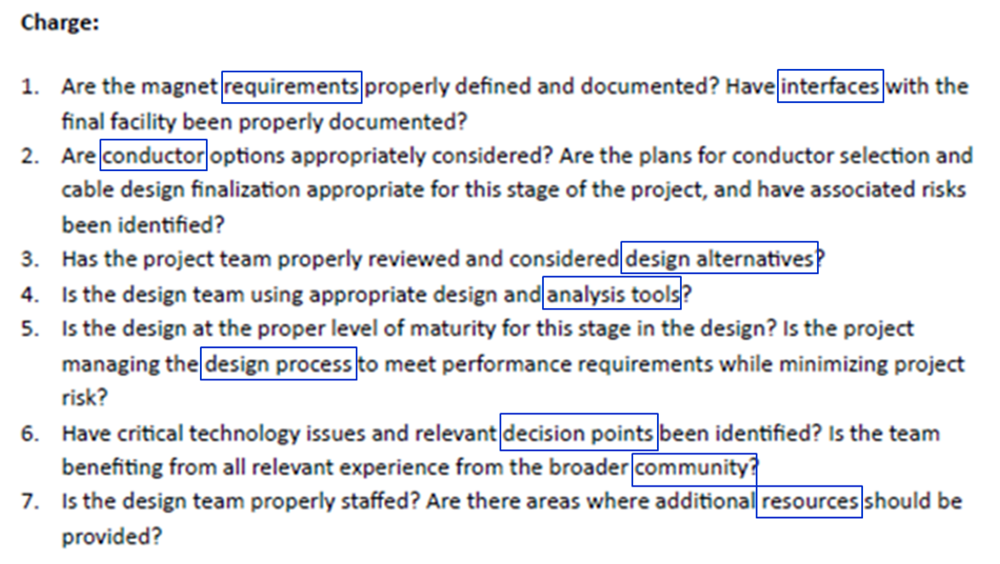 Charge:
1. Are the magnet requirements properly defined and documented? Have interfaces with the
final facility been properly documented?
2. Are conductor options appropriately considered? Are the plans for conductor selection and
cable design finalization appropriate for this stage of the project, and have associated risks
been identified?
3. Has the project team properly reviewed and considered design alternatives?
4. Is the design team using appropriate design and analysis tools?
5. Is the design at the proper level of maturity for this stage in the design? Is the project
managing the design process to meet performance requirements while minimizing project
risk?
6. Have critical technology issues and relevant decision points been identified? Is the team
benefiting from all relevant experience from the broader community?
7. Is the design team properly staffed? Are there areas where additional resources should be
provided?